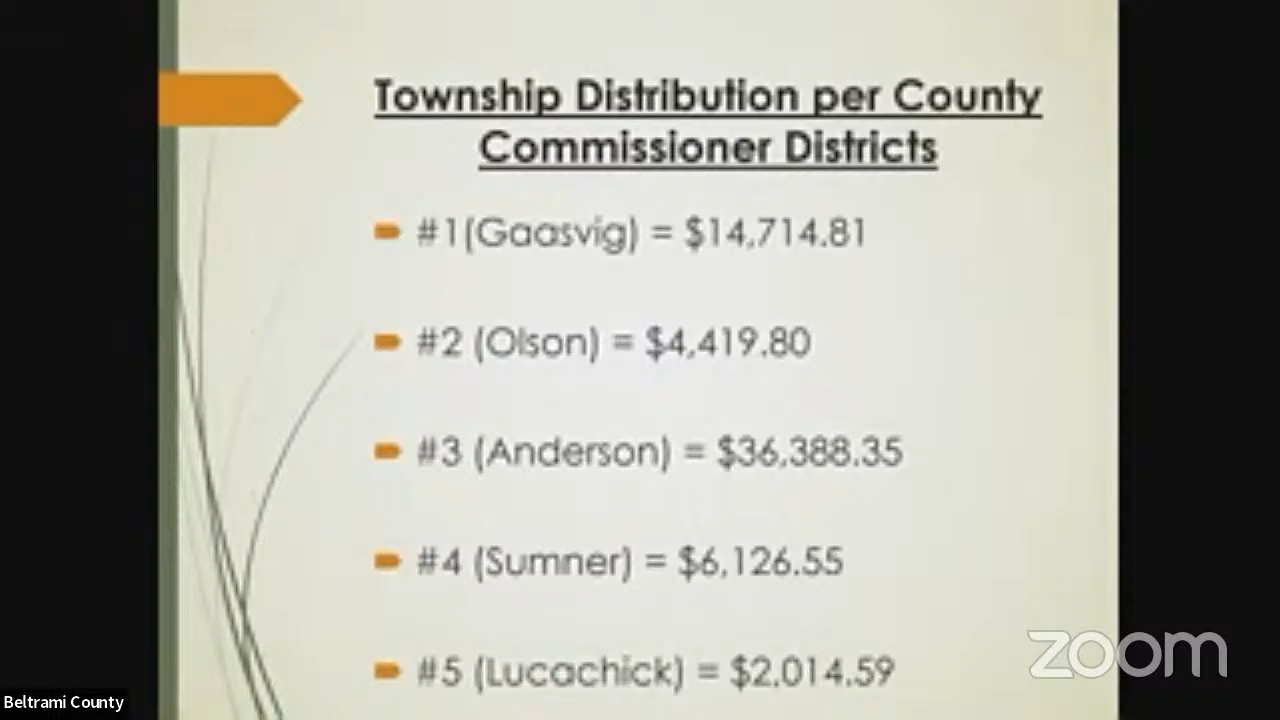 Township Distribution per County
Commissioner Districts
#1(Gaasvig) = $14,714.81
#2 (Olson) = $4,419.80
#3 (Anderson) = $36,388.35
#4 (Sumner) = $6,126.55
#5 (Lucachick) = $2,014.59
zoom
Beltrami County